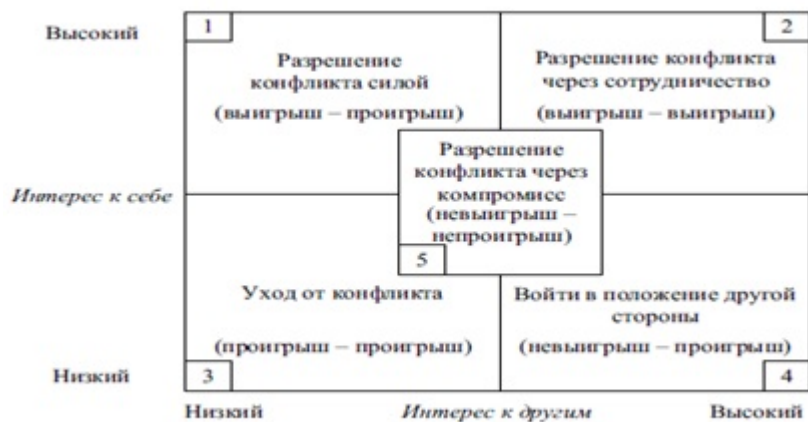 Высокий
1
Разрешение
конфликта силой
(выигрыш – проигрыш)
2
Разрешение конфликта
через сотрудничество
(выигрыш – выигрыш)
Интерес к себе
Разрешение
конфликта через
компромисс
(невыигрыш –
непроигрыш)
5
Уход от конфликта
(проигрыш – проигрыш)
3
Войти в положение другой
стороны
(невыигрыш – проигрыш)
4
Низкий
Низкий
Интерес к другим
Высокий